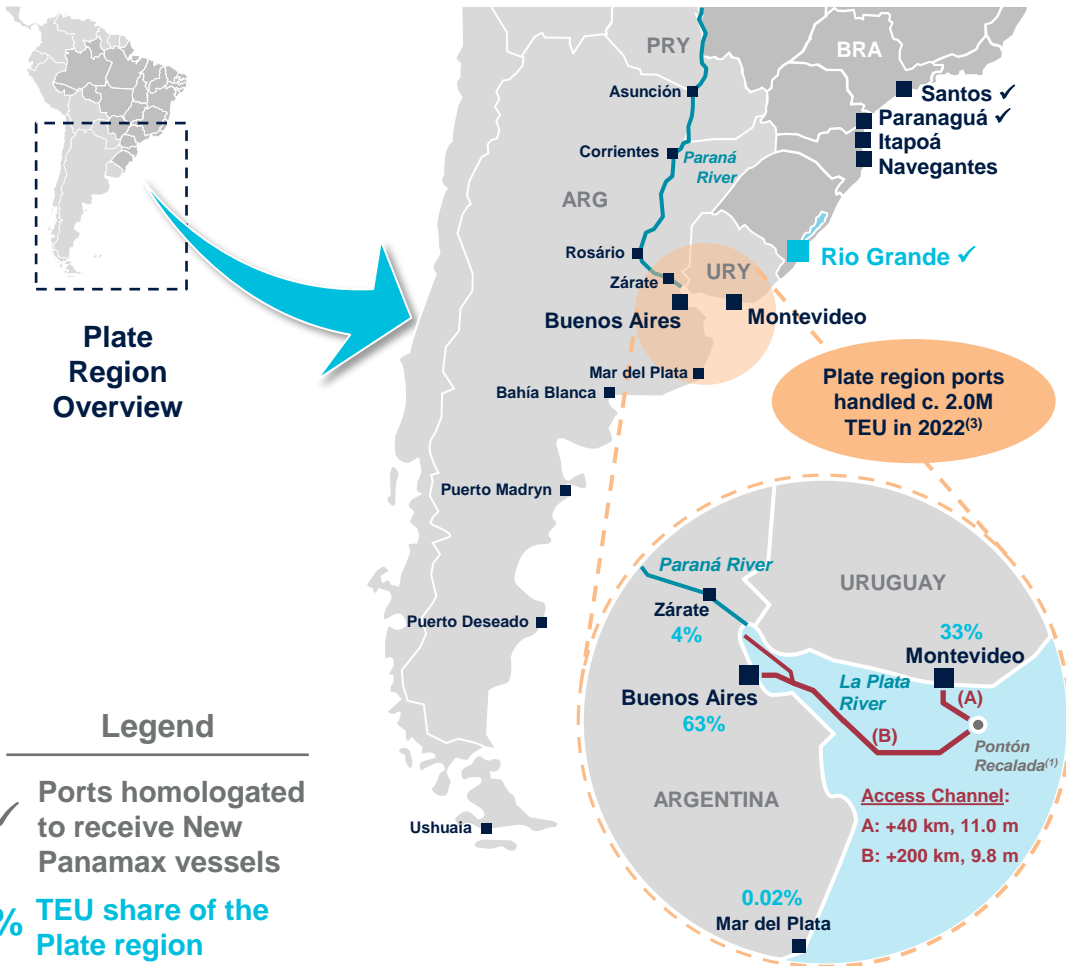 PRY
BRA
Asunción
Santos ✓
Paranaguá ✓
Itapoá
Navegantes
Corrientes
Paraná
River
ARG
Rosário
Rio Grande ✓
URY
Zárate
Buenos Aires
Montevideo
Plate
Region
Overview
Mar del Plata
Bahía Blanca
Plate region ports
handled c. 2.0M
TEU in 2022(3)
Puerto Madryn
Puerto Deseado
Ushuaia
Paraná River
URUGUAY
Zárate
4%
33%
Montevideo
Buenos Aires
63%
La Plata
River
(A)
(B)
Pontón
Recalada(1)
ARGENTINA
Access Channel:
A: +40 km, 11.0 m
B: +200 km, 9.8 m
0.02%
Mar del Plata
Legend
✓ Ports homologated
to receive New
Panamax vessels
% TEU share of the
Plate region